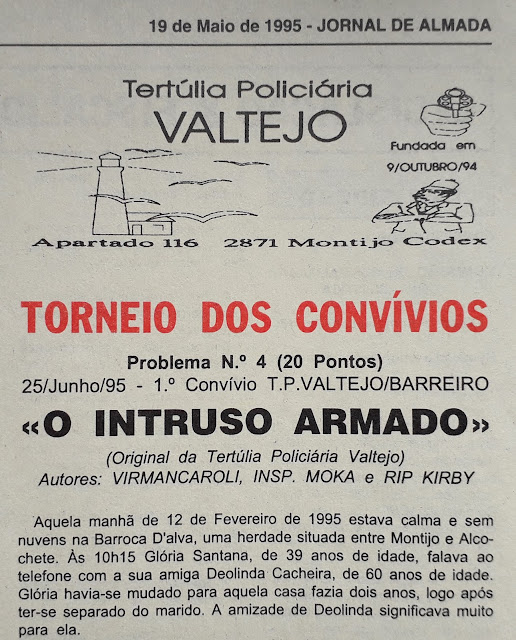 19 de Maio de 1995 - JORNAL DE ALMADA
Tertúlia Policiária
VALTEJO
Fundada em
9/OUTUBRO/94
Apartado 116 2871 Montijo Codex
TORNEIO DOS CONVÍVIOS
Problema N.º 4 (20 Pontos)
25/Junho/95 - 1.º Convívio T.P.VALTEJO/BARREIRO
«O INTRUSO ARMADO»
(Original da Tertúlia Policiária Valtejo)
Autores: VIRMANCAROLI, INSP. MOKA e RIP KIRBY
Aquela manhã de 12 de Fevereiro de 1995 estava calma e sem
nuvens na Barroca D'alva, uma herdade situada entre Montijo e Alco-
chete. Às 10h15 Glória Santana, de 39 anos de idade, falava ao
telefone com a sua amiga Deolinda Cacheira, de 60 anos de idade.
Glória havia-se mudado para aquela casa fazia dois anos, logo após
ter-se separado do marido. A amizade de Deolinda significava muito
para ela.